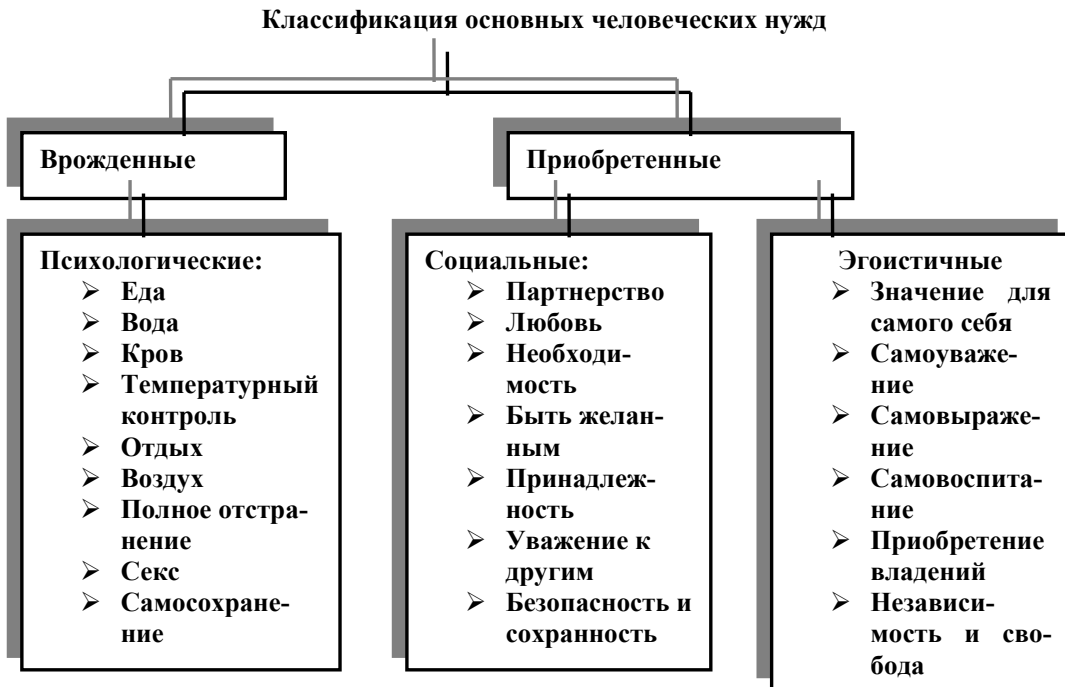 Классификация основных человеческих нужд
Врожденные
Приобретенные
Психологические:
➢ Еда
➢ Вода
➢ Кров
➢ Температурный
контроль
➢ Отдых
➢ Воздух
➢ Полное отстра-
нение
➢ Секс
➢ Самосохране-
ние
Социальные:
➢ Партнерство
➢ Любовь
➢ Необходи-
мость
➢ Быть желан-
ным
➢ Принадлеж-
ность
➢ Уважение к
другим
➢ Безопасность и
сохранность
Эгоистичные
➢ Значение для
самого себя
➢ Самоуваже-
ние
➢ Самовыраже-
ние
➢ Самовоспита-
ние
➢ Приобретение
владений
➢ Независи-
мость и сво-
бода